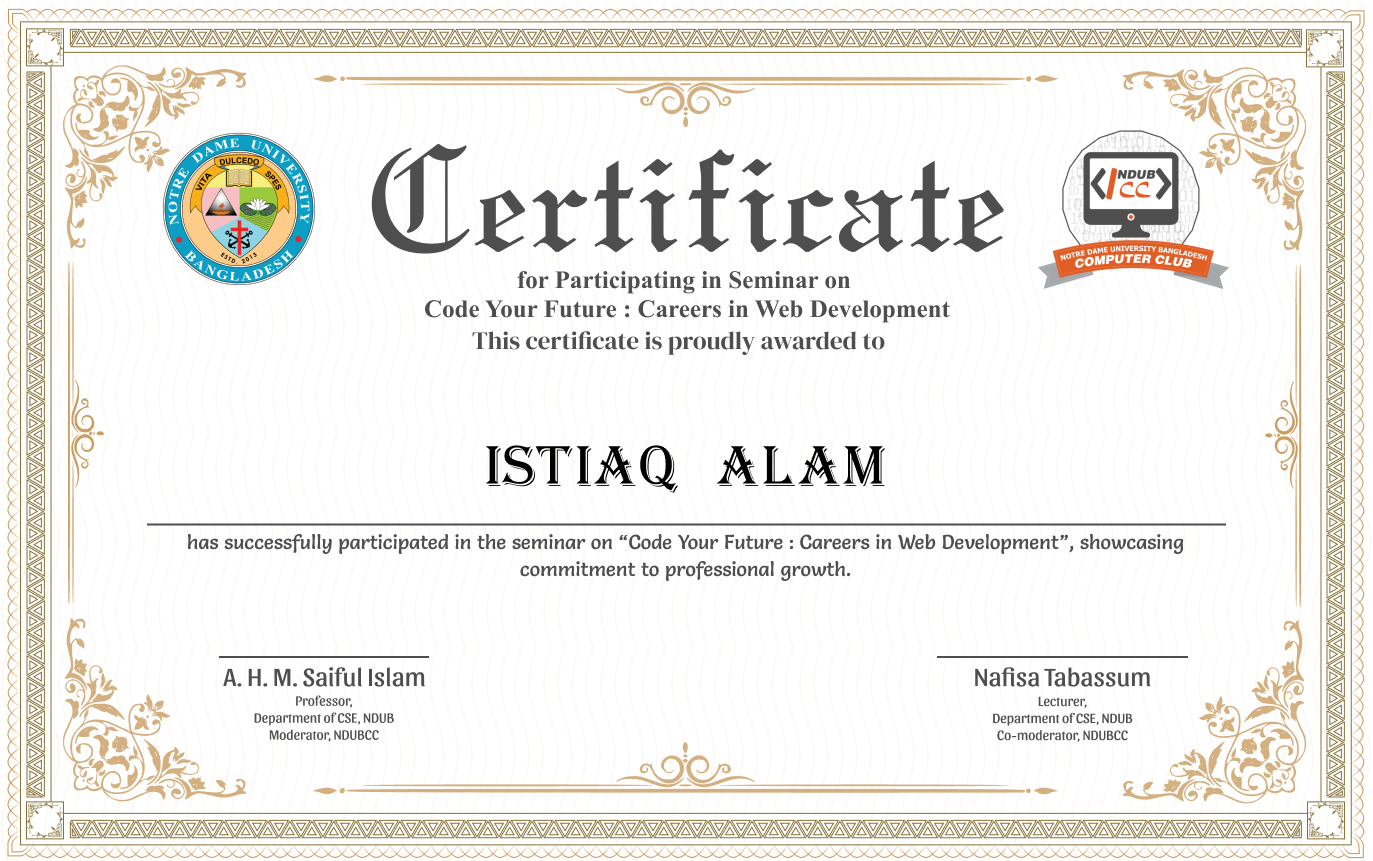 NOTRE DAME UNIVERSITY
BANGLADESH
VITA DULCEDO SPES
ESTD. 2013
Certificate
NDUB
CC
NOTRE DAME UNIVERSITY BANGLADESH
COMPUTER CLUB
for Participating in Seminar on
Code Your Future : Careers in Web Development
This certificate is proudly awarded to
ISTIAQ ALAM
has successfully participated in the seminar on “Code Your Future : Careers in Web Development”, showcasing
commitment to professional growth.
A. H. M. Saiful Islam
Professor,
Department of CSE, NDUB
Moderator, NDUBCC
Nafisa Tabassum
Lecturer,
Department of CSE, NDUB
Co-moderator, NDUBCC